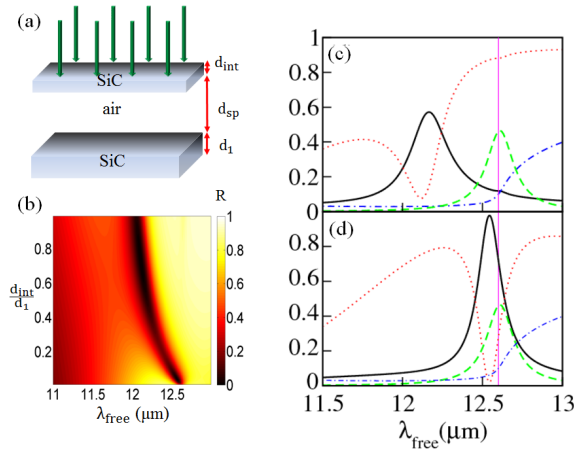 (a)
d_int
SiC
air
d_sp
d_1
SiC
(b)
R
1
0.8
0.6
0.4
0.2
0
d_int/d_1
0.8
0.6
0.4
0.2
11
11.5
12
12.5
λ_free (μm)
(c)
1
0.8
0.6
0.4
0.2
0
(d)
1
0.8
0.6
0.4
0.2
0
11.5
12
12.5
13
λ_free(μm)